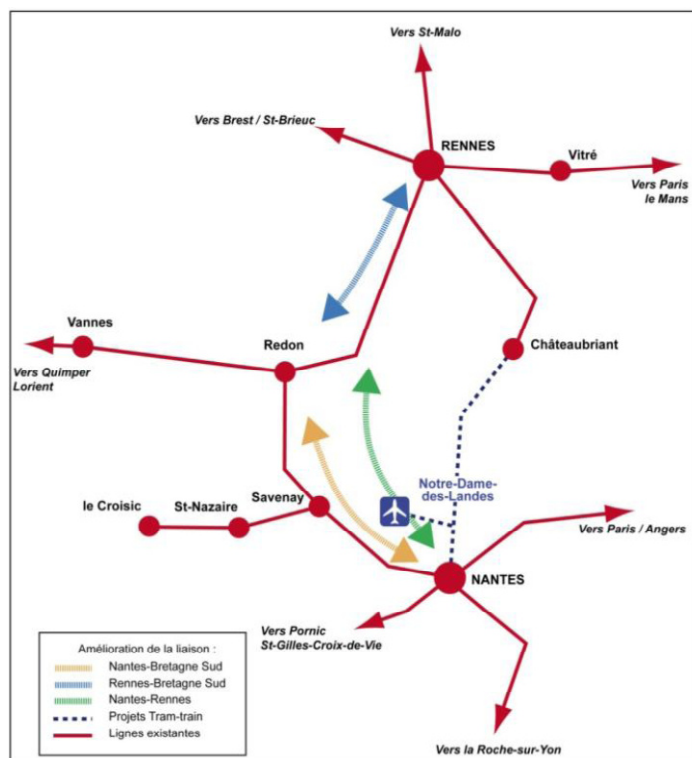 Vers St-Malo
Vers Brest / St-Brieuc
RENNES
Vitré
Vers Paris
le Mans
Vannes
Redon
Châteaubriant
Vers Quimper
Lorient
Notre-Dame-
des-Landes
Savenay
le Croisic
St-Nazaire
Vers Paris / Angers
NANTES
Vers Pornic
St-Gilles-Croix-de-Vie
Amélioration de la liaison :
Nantes-Bretagne Sud
Rennes-Bretagne Sud
Nantes-Rennes
Projets Tram-train
Lignes existantes
Vers la Roche-sur-Yon